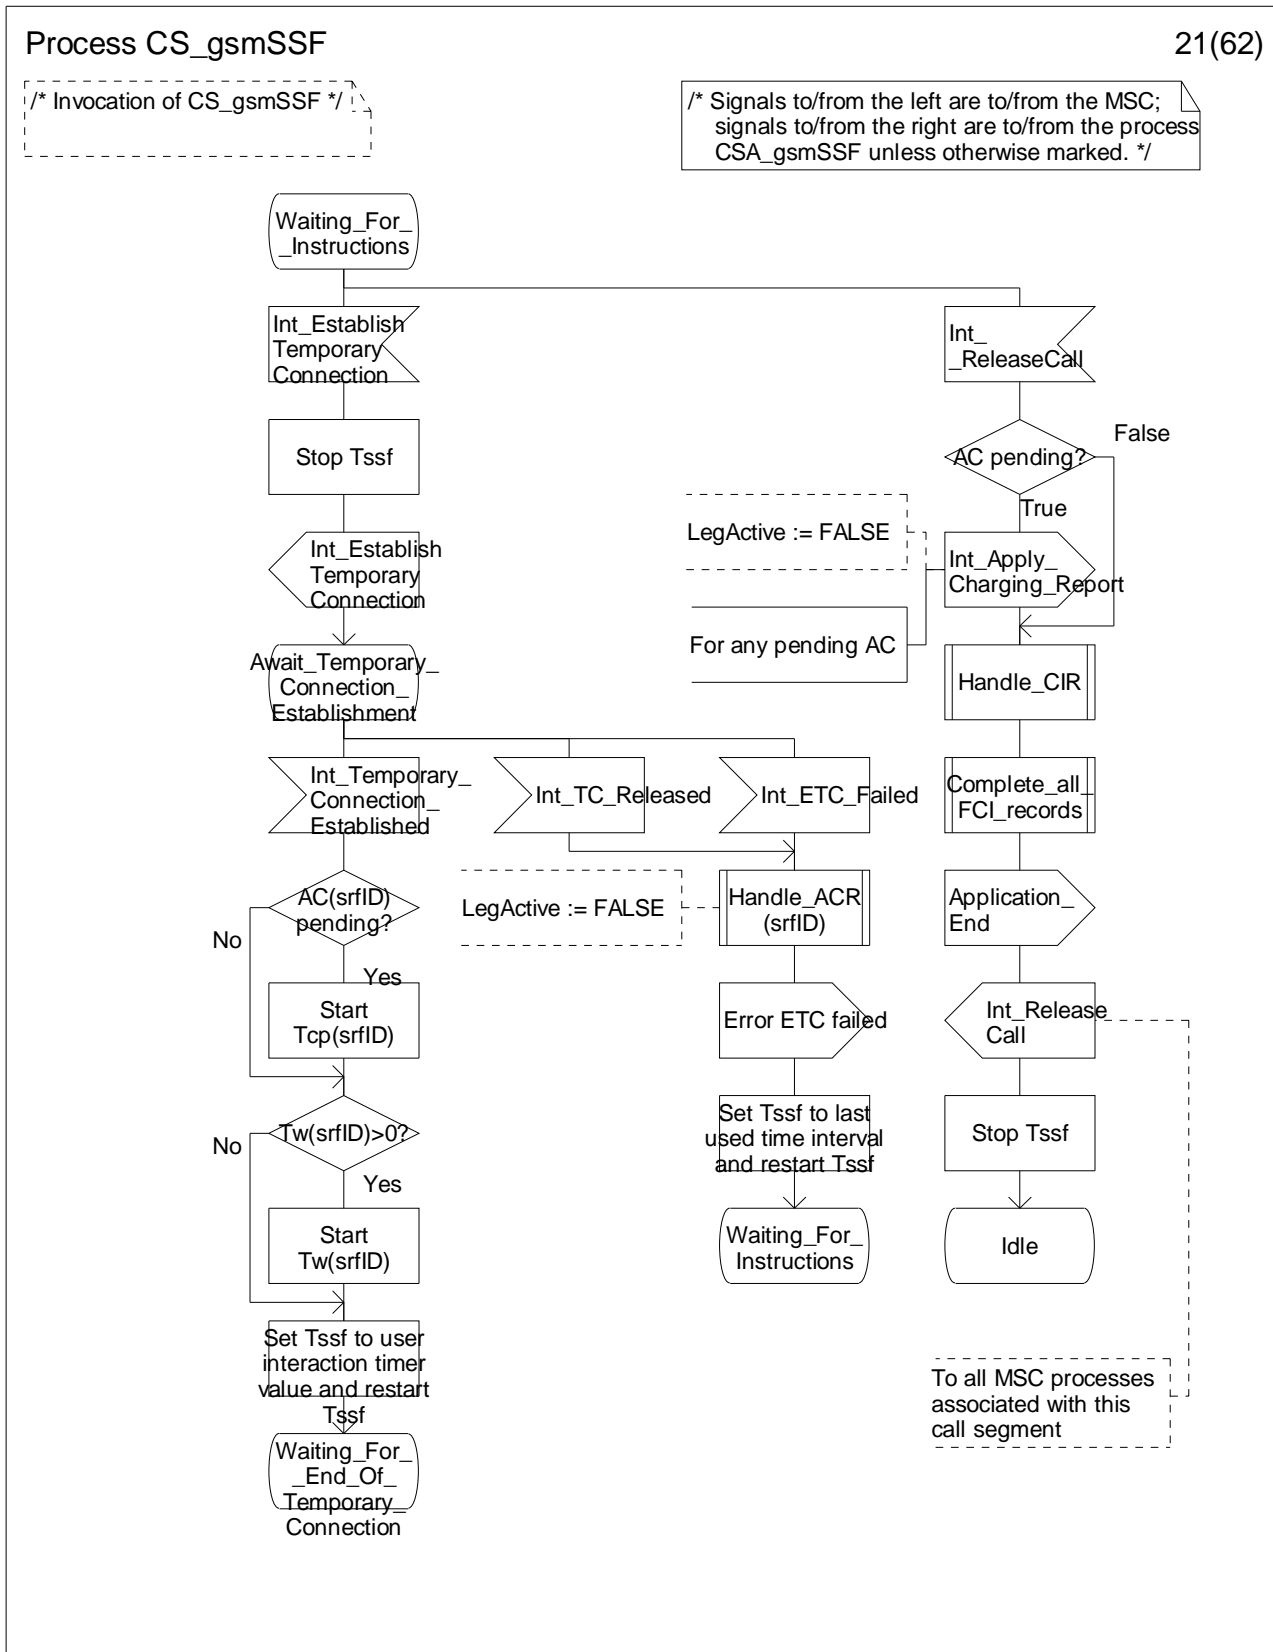 Process CS_gsmSSF
21(62)
/* Invocation of CS_gsmSSF */
/* Signals to/from the left are to/from the MSC;
signals to/from the right are to/from the process
CSA_gsmSSF unless otherwise marked. */
Waiting_For_
_Instructions
Int_Establish
Temporary
Connection
Stop Tssf
Int_Establish
Temporary
Connection
Await_Temporary_
Connection_
Establishment
Int_Temporary_
Connection_
Established
AC(srfID)
pending?
No
Yes
Start
Tcp(srfID)
Tw(srfID)>0?
No
Yes
Start
Tw(srfID)
Set Tssf to user
interaction timer
value and restart
Tssf
Waiting_For_
_End_Of_
Temporary_
Connection
Int_TC_Released
Int_ETC_Failed
LegActive := FALSE
Handle_ACR
(srfID)
Error ETC failed
Set Tssf to last
used time interval
and restart Tssf
Waiting_For_
Instructions
Int_
_ReleaseCall
AC pending?
False
True
LegActive := FALSE
Int_Apply_
Charging_Report
For any pending AC
Handle_CIR
Complete_all_
FCI_records
Application_
End
Int_Release
Call
Stop Tssf
Idle
To all MSC processes
associated with this
call segment